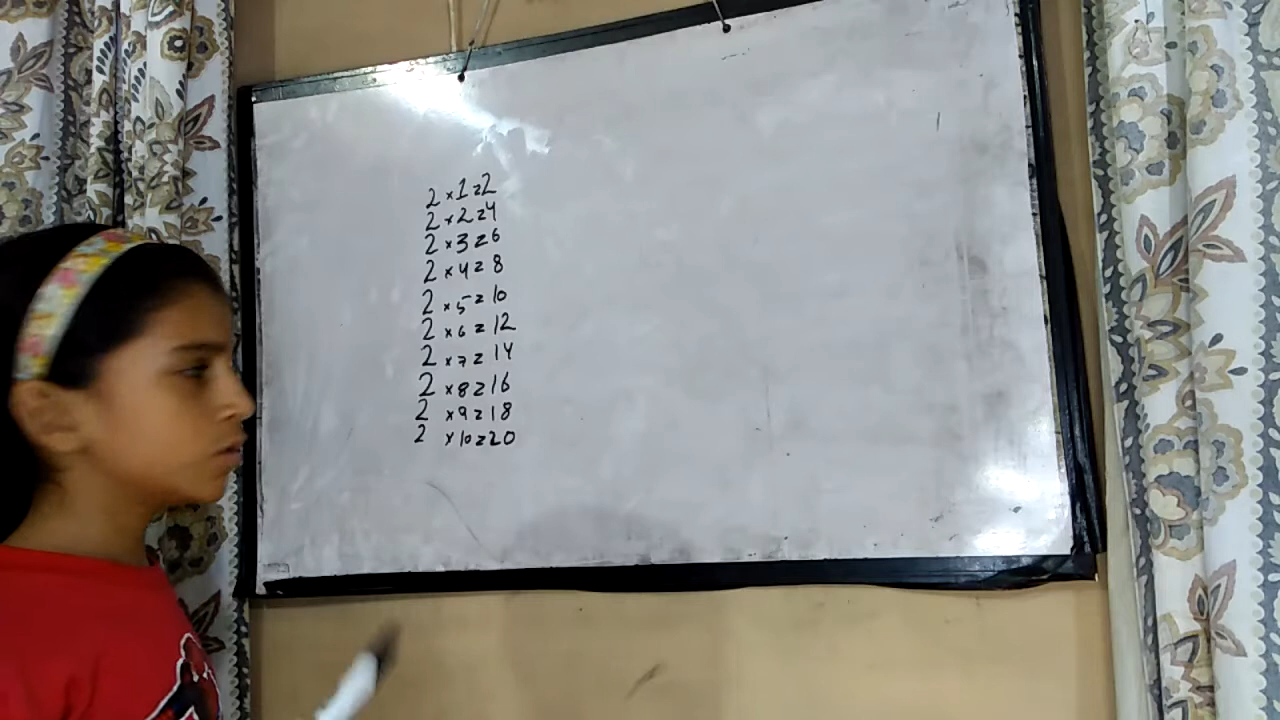 2 × 1 = 2
2 × 2 = 4
2 × 3 = 6
2 × 4 = 8
2 × 5 = 10
2 × 6 = 12
2 × 7 = 14
2 × 8 = 16
2 × 9 = 18
2 × 10 = 20